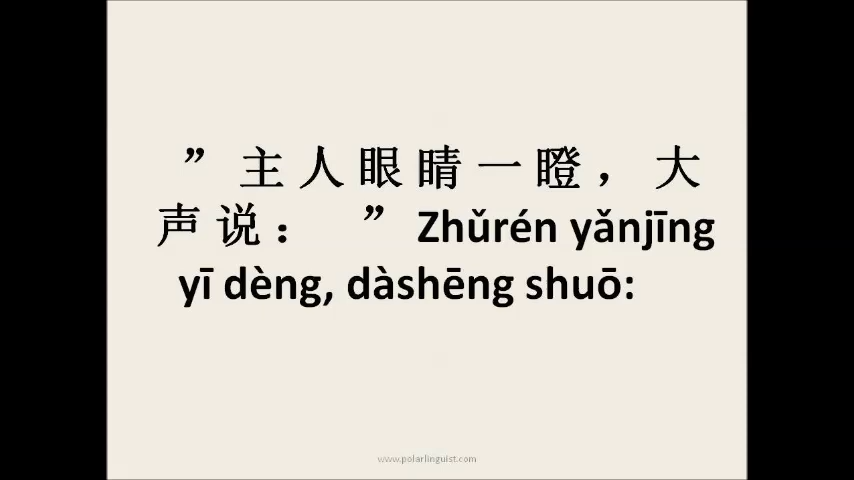 ” 主人眼睛一瞪，大
声说： ” Zhǔrén yǎnjīng
yī dèng, dàshēng shuō:
www.polarlinguist.com